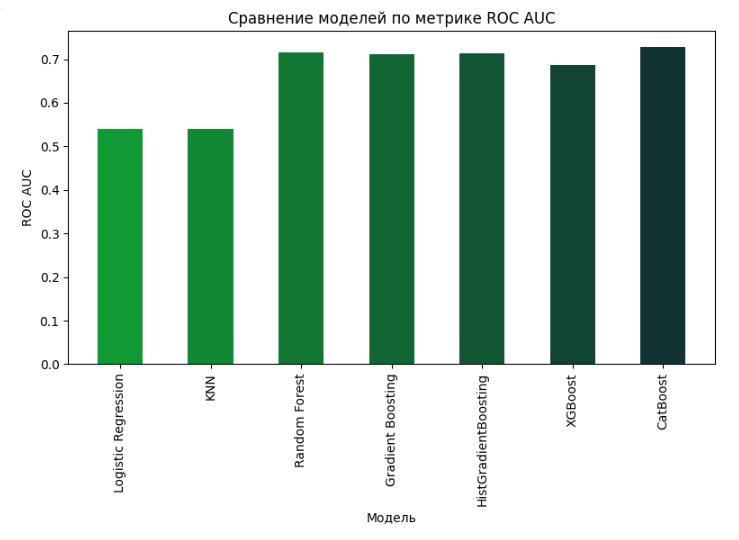 Сравнение моделей по метрике ROC AUC
ROC AUC
0.7
0.6
0.5
0.4
0.3
0.2
0.1
0.0
Logistic Regression
KNN
Random Forest
Gradient Boosting
HistGradientBoosting
XGBoost
CatBoost
Модель